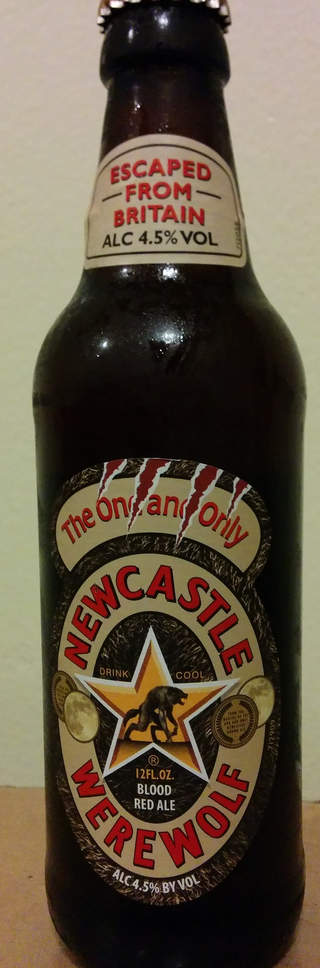 ESCAPED
FROM
BRITAIN
ALC 4.5% VOL
The One and Only
NEWCASTLE
DRINK COOL
®
12FL.OZ.
BLOOD
RED ALE
WEREWOLF
ALC 4.5% BY VOL